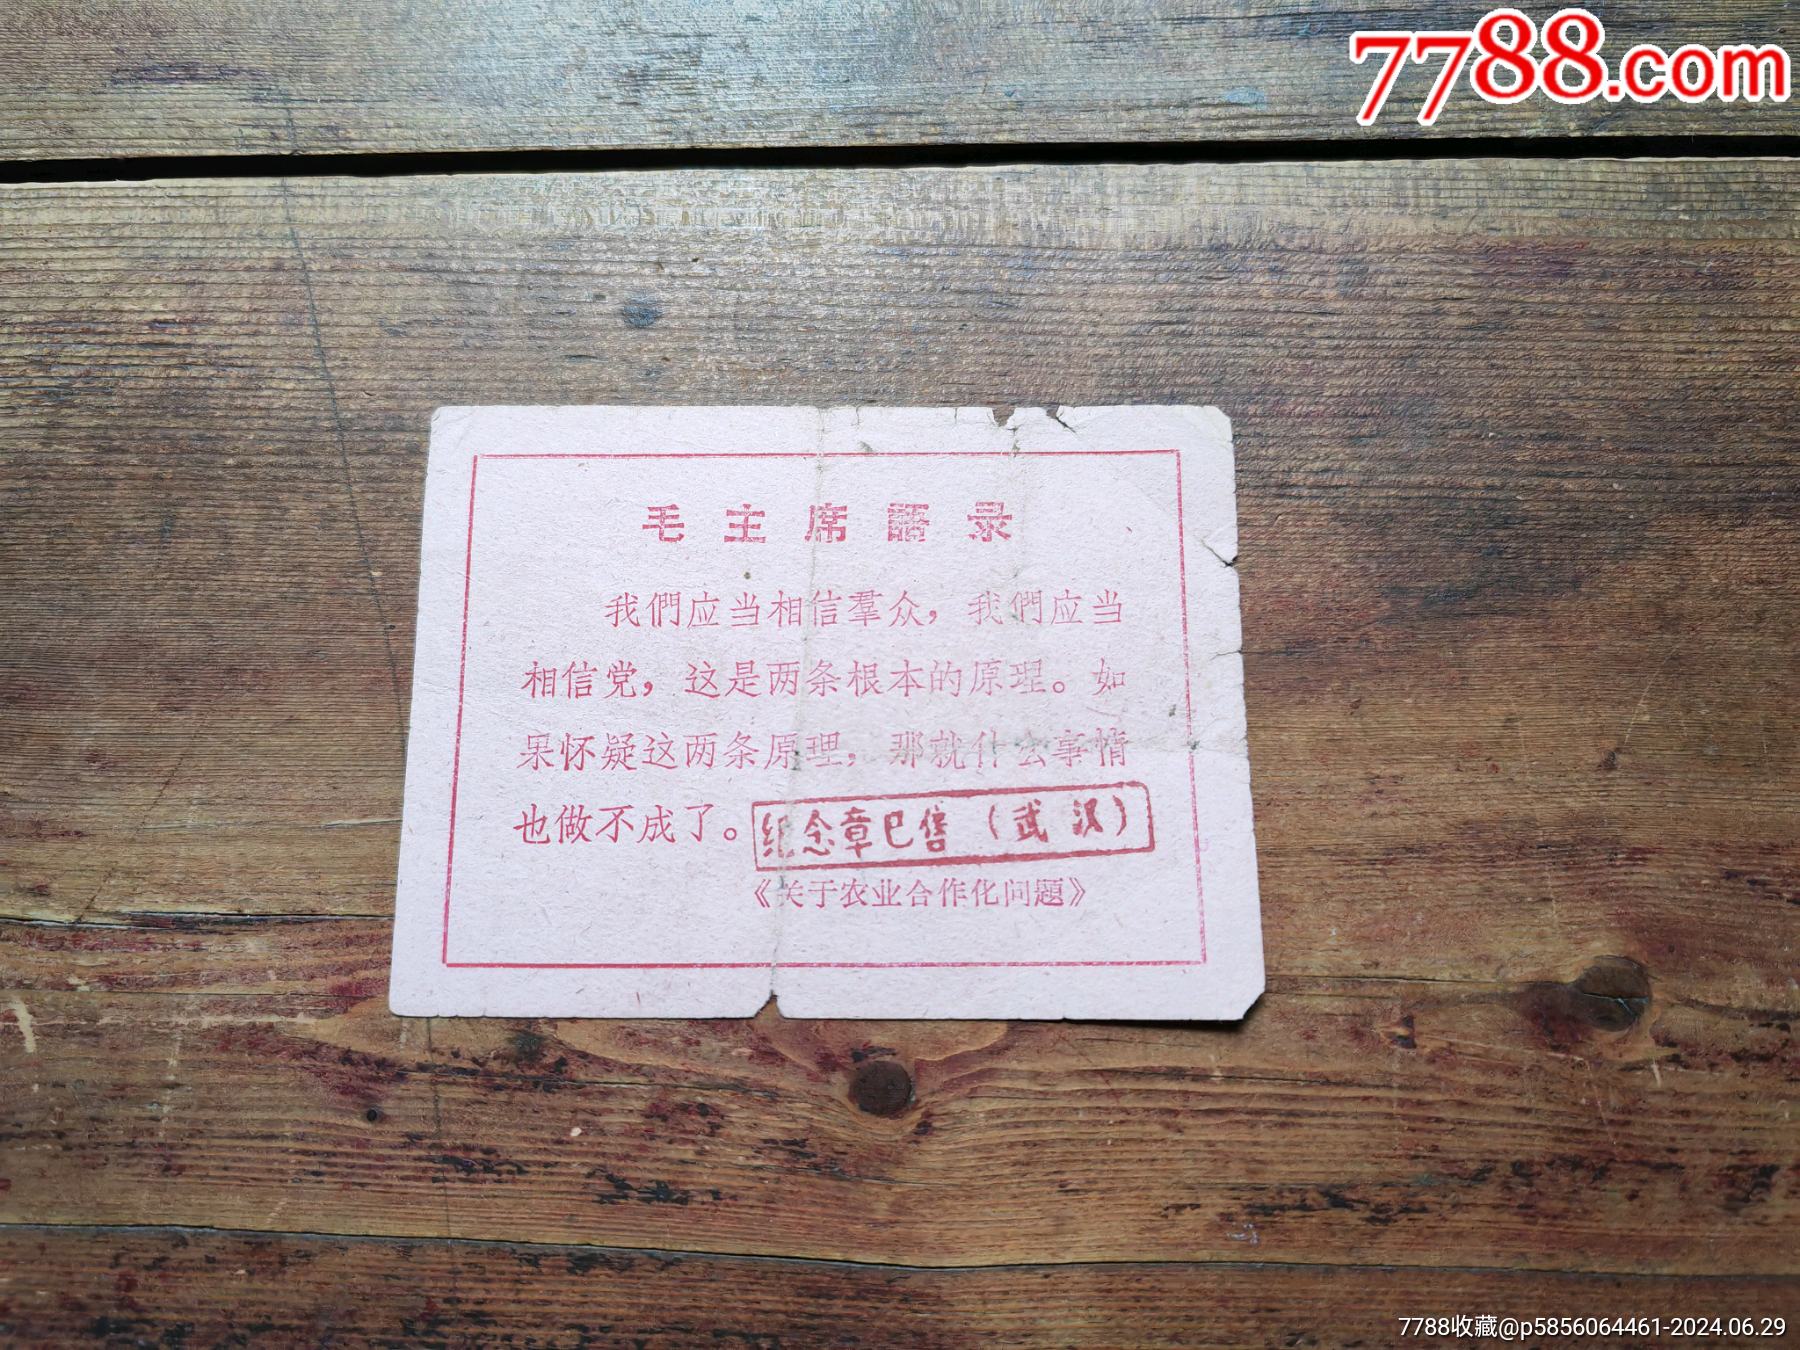 7788.com
毛主席語录
我們应当相信羣众，我們应当
相信党，这是两条根本的原理。如
果怀疑这两条原理，那就什么事情
也做不成了。
纪念章已售（武汉）
《关于农业合作化问题》
7788收藏@p5856064461-2024.06.29